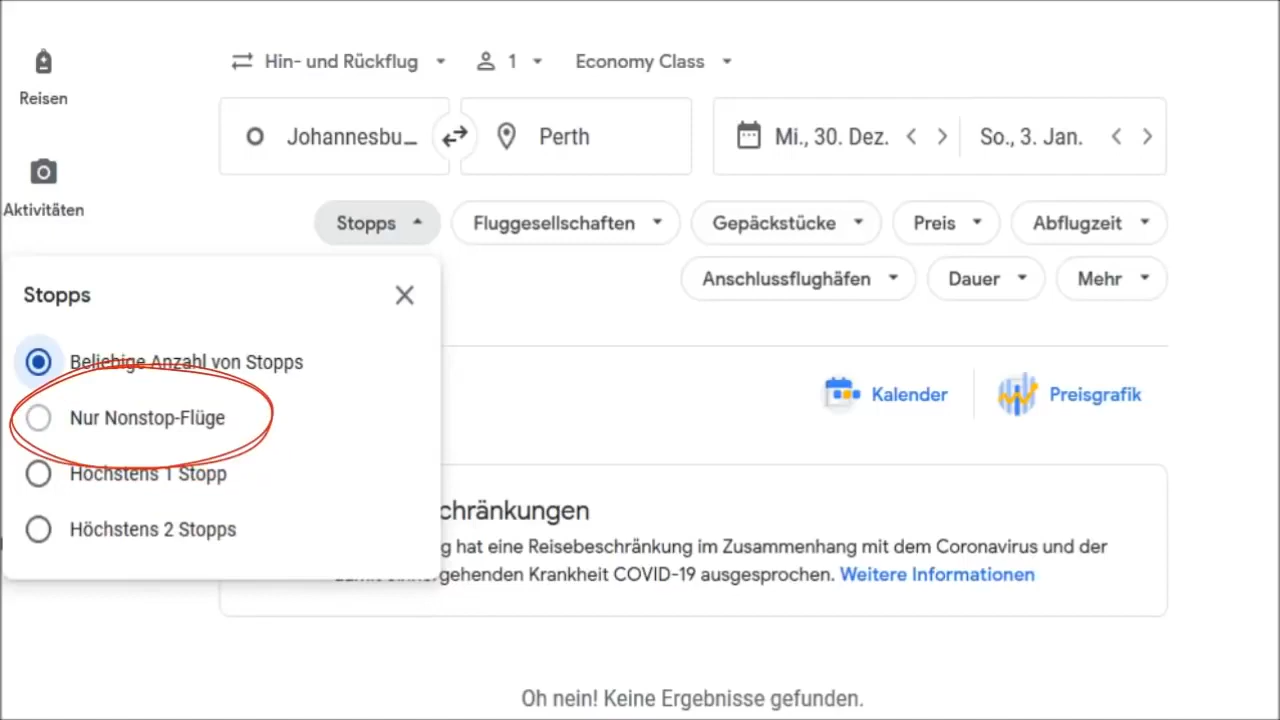 Reisen
Aktivitäten
Hin- und Rückflug
1
Economy Class
Johannesbu...
Perth
Mi., 30. Dez.
So., 3. Jan.
Stopps
Fluggesellschaften
Gepäckstücke
Preis
Abflugzeit
Anschlussflughäfen
Dauer
Mehr
Stopps
Beliebige Anzahl von Stopps
Nur Nonstop-Flüge
Höchstens 1 Stopp
Höchstens 2 Stopps
Kalender
Preisgrafik
chränkungen
g hat eine Reisebeschränkung im Zusammenhang mit dem Coronavirus und der
gehenden Krankheit COVID-19 ausgesprochen. Weitere Informationen
Oh nein! Keine Ergebnisse gefunden.